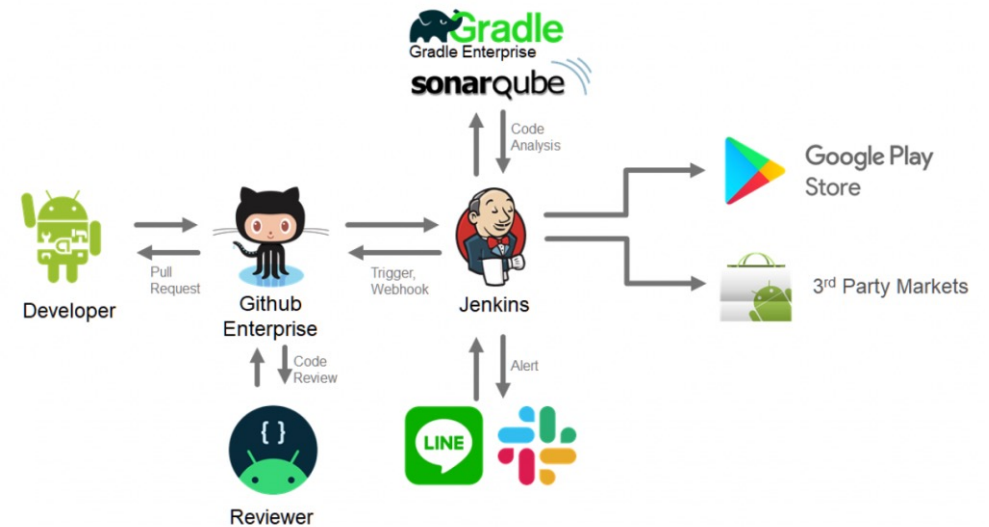 Gradle
Gradle Enterprise
sonarqube
Code
Analysis
Google Play
Store
Developer
Pull
Request
Github
Enterprise
Trigger,
Webhook
Jenkins
3rd Party Markets
Code
Review
Alert
{ }
LINE
Reviewer